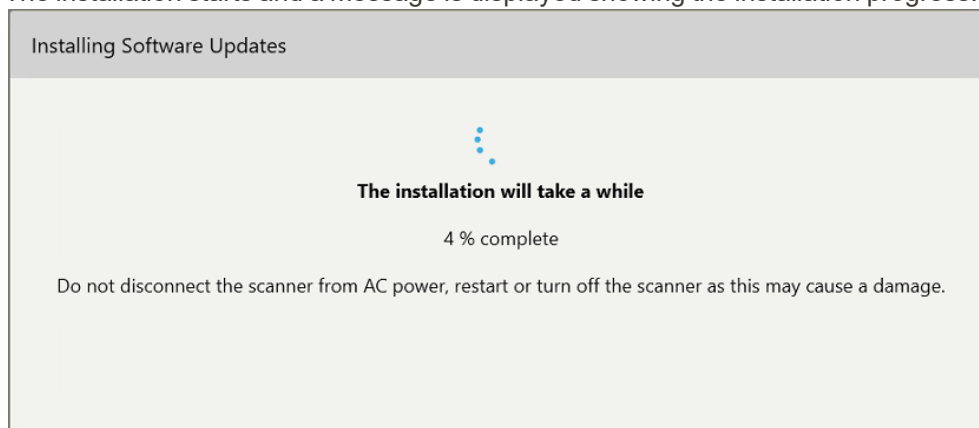 The installation starts and a message is displayed showing the installation progress.
Installing Software Updates
The installation will take a while
4 % complete
Do not disconnect the scanner from AC power, restart or turn off the scanner as this may cause a damage.